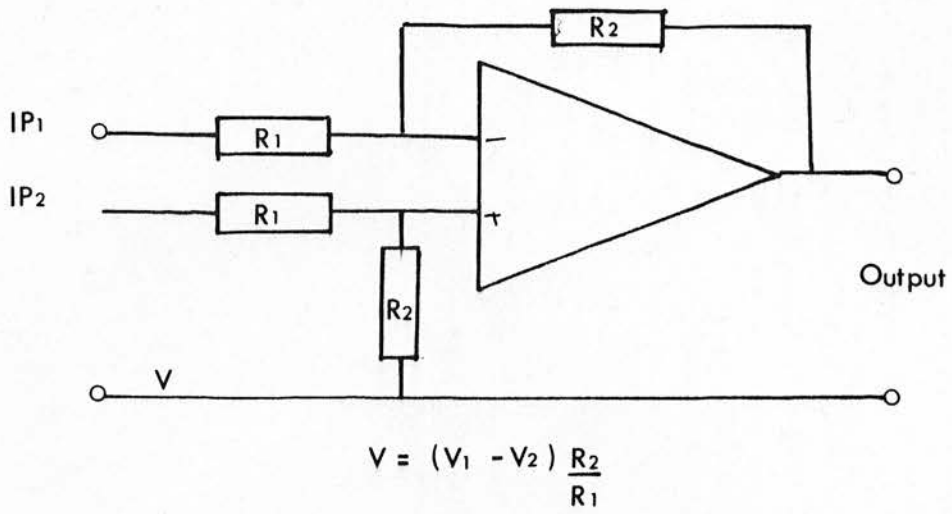 R2
IP1
R1
−
IP2
R1
+
R2
Output
V
V = (V1 - V2) R2
R1